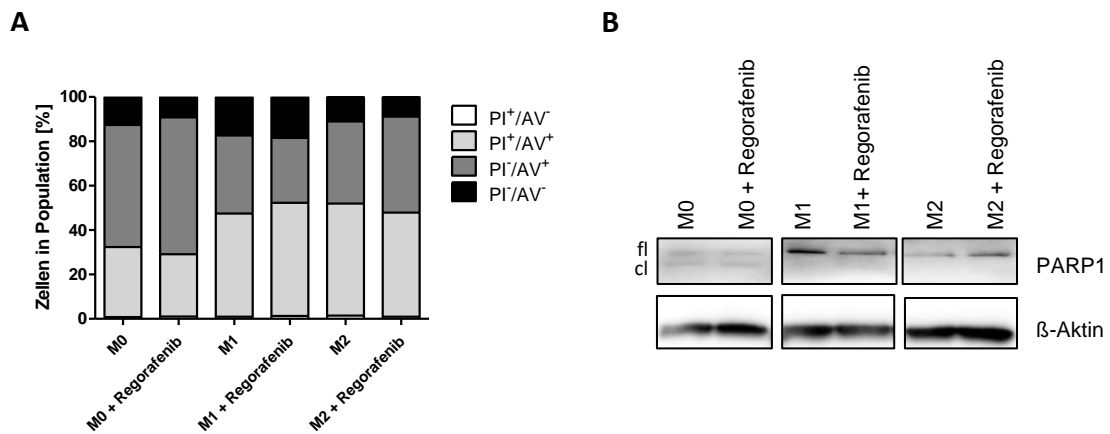 A
Zellen in Population [%]
100
80
60
40
20
0
M0
M0 + Regorafenib
M1
M1 + Regorafenib
M2
M2 + Regorafenib
PI⁺/AV⁻
PI⁺/AV⁺
PI⁻/AV⁺
PI⁻/AV⁻
B
M0
M0 + Regorafenib
M1
M1+ Regorafenib
M2
M2 + Regorafenib
fl
cl
PARP1
ß-Aktin